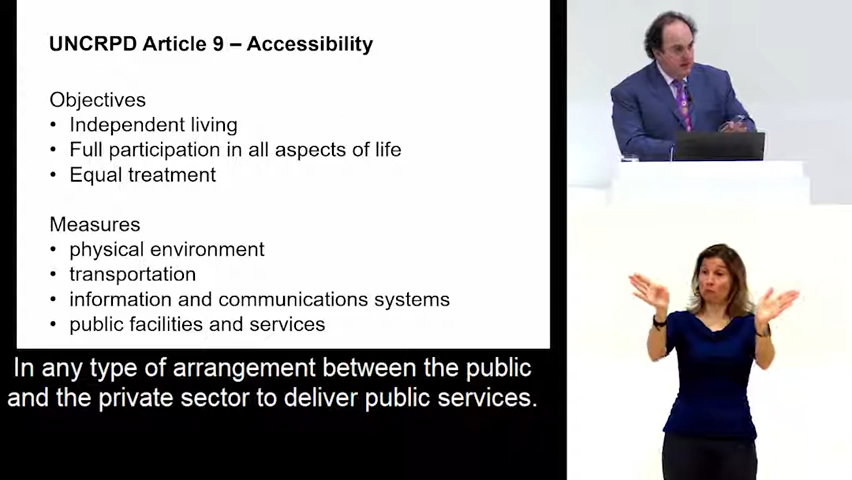 UNCRPD Article 9 – Accessibility
Objectives
• Independent living
• Full participation in all aspects of life
• Equal treatment
Measures
• physical environment
• transportation
• information and communications systems
• public facilities and services
In any type of arrangement between the public
and the private sector to deliver public services.